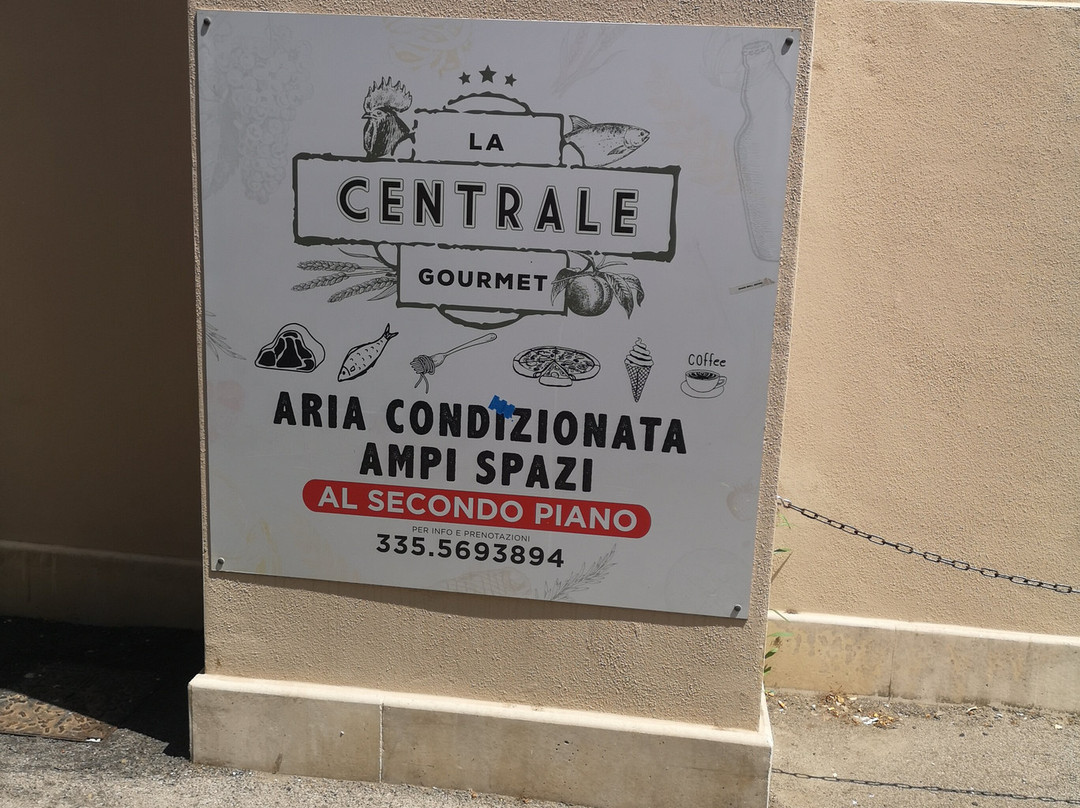 LA
CENTRALE
GOURMET
COffee
ARIA CONDIZIONATA
AMPI SPAZI
AL SECONDO PIANO
PER INFO E PRENOTAZIONI
335.5693894